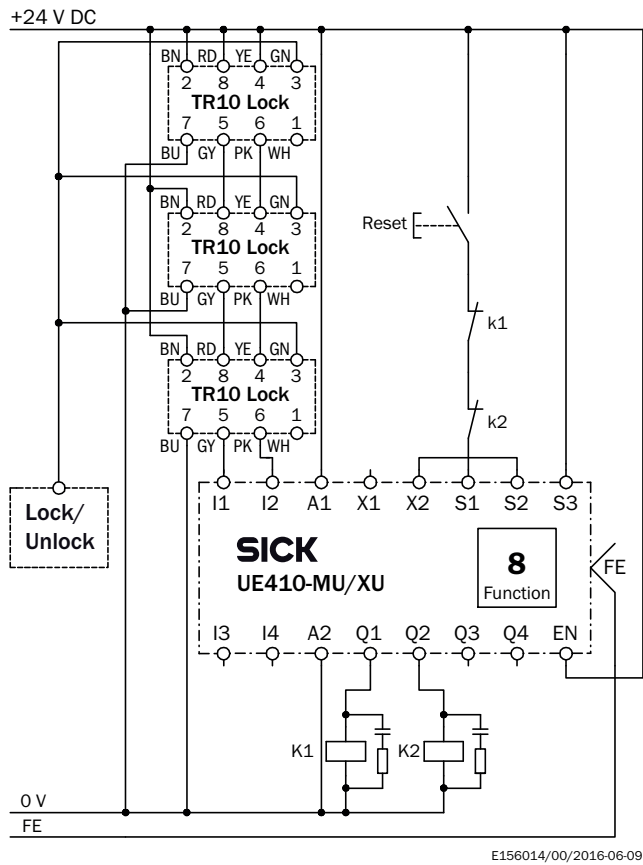 +24 V DC
BN RD YE GN
2 8 4 3
TR10 Lock
7 5 6 1
BU GY PK WH
BN RD YE GN
2 8 4 3
TR10 Lock
7 5 6 1
BU GY PK WH
BN RD YE GN
2 8 4 3
TR10 Lock
7 5 6 1
BU GY PK WH
Reset
k1
k2
Lock/
Unlock
I1 I2 A1 X1 X2 S1 S2 S3
SICK
UE410-MU/XU
8
Function
FE
I3 I4 A2 Q1 Q2 Q3 Q4 EN
K1 K2
0 V
FE
E156014/00/2016-06-09